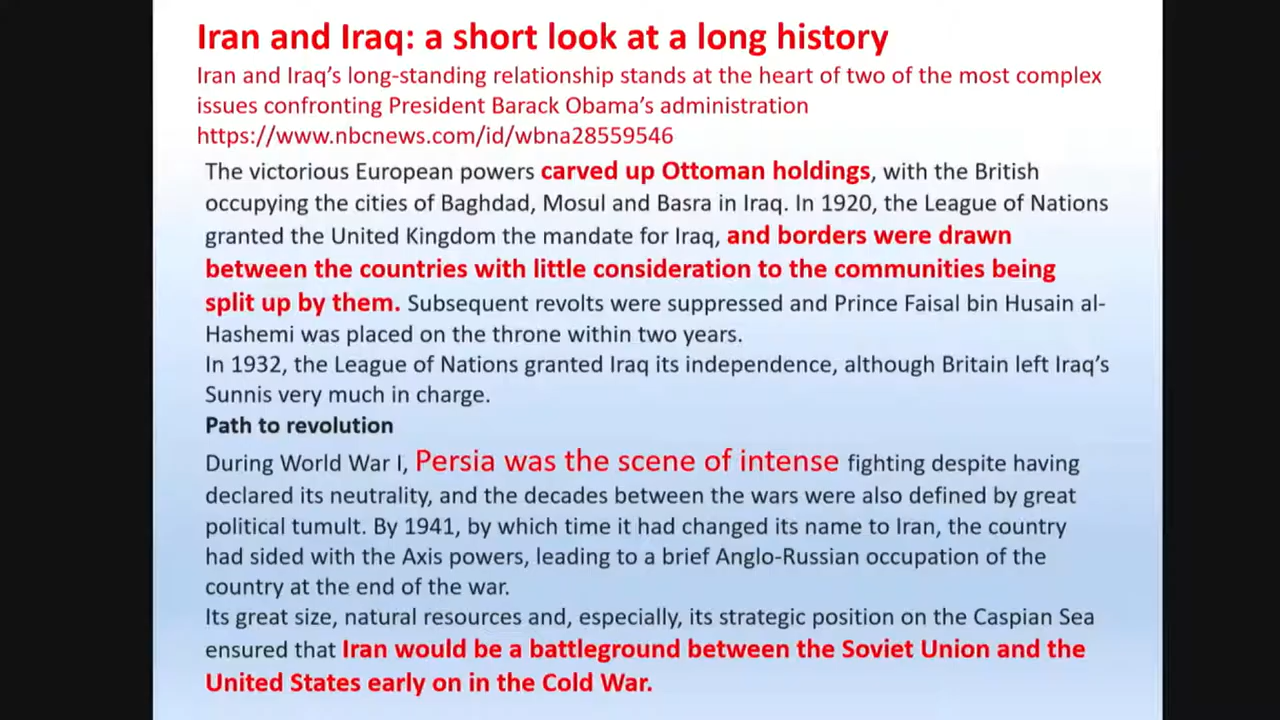 Iran and Iraq: a short look at a long history
Iran and Iraq's long-standing relationship stands at the heart of two of the most complex
issues confronting President Barack Obama's administration
https://www.nbcnews.com/id/wbna28559546
The victorious European powers carved up Ottoman holdings, with the British
occupying the cities of Baghdad, Mosul and Basra in Iraq. In 1920, the League of Nations
granted the United Kingdom the mandate for Iraq, and borders were drawn
between the countries with little consideration to the communities being
split up by them. Subsequent revolts were suppressed and Prince Faisal bin Husain al-
Hashemi was placed on the throne within two years.
In 1932, the League of Nations granted Iraq its independence, although Britain left Iraq's
Sunnis very much in charge.
Path to revolution
During World War I, Persia was the scene of intense fighting despite having
declared its neutrality, and the decades between the wars were also defined by great
political tumult. By 1941, by which time it had changed its name to Iran, the country
had sided with the Axis powers, leading to a brief Anglo-Russian occupation of the
country at the end of the war.
Its great size, natural resources and, especially, its strategic position on the Caspian Sea
ensured that Iran would be a battleground between the Soviet Union and the
United States early on in the Cold War.